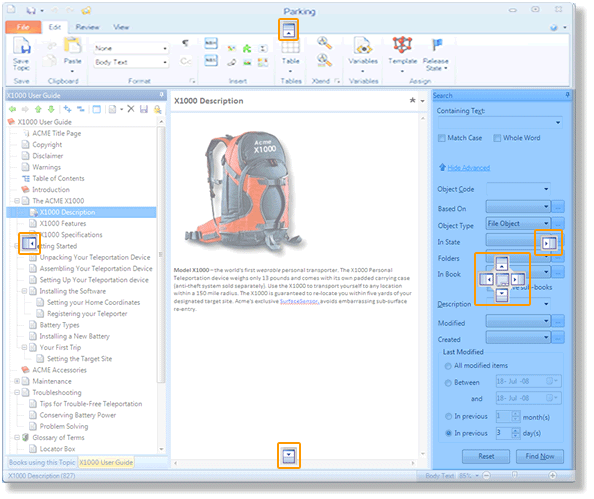 Parking
File Edit Review View
Save Topic
Paste
None
Body Text
Table
Xtend
Variables
Template
Release State
Save Clipboard Format Insert Tables Xtend Variables Assign
X1000 User Guide
X1000 User Guide
ACME Title Page
Copyright
Disclaimer
Warnings
Table of Contents
Introduction
The ACME X1000
X1000 Description
X1000 Features
X1000 Specifications
Getting Started
Unpacking Your Teleportation Device
Assembling Your Teleportation Device
Setting Up Your Teleportation device
Installing the Software
Setting your Home Coordinates
Registering your Teleporter
Battery Types
Installing a New Battery
Your First Trip
Setting the Target Site
ACME Accessories
Maintenance
Troubleshooting
Tips for Trouble-Free Teleportation
Conserving Battery Power
Problem Solving
Glossary of Terms
Locator Box
Books using this Topic X1000 User Guide
X1000 Description (827)
X1000 Description
Acme
X1000
Model X1000 - the world's first wearable personal transporter. The X1000 Personal
Teleportation device weighs only 13 pounds and comes with its own padded carrying case
(anti-theft system sold separately). Use the X1000 to transport yourself to any location
within a 150 mile radius. The X1000 is guaranteed to re-locate you within five yards of your
designated target site. Acme's exclusive SurfaceSensor, avoids embarrassing sub-surface
re-entry.
Search
Containing Text:
Match Case Whole Word
Hide Advanced
Object Code
Based On
Object Type File Object
In State
Folders
In Book
sub-books
Description
Modified
Created
Last Modified
All modified items
Between 18- Jul -08
and 18- Jul -08
In previous 1 month(s)
In previous 3 day(s)
Reset Find Now
Body Text 85%